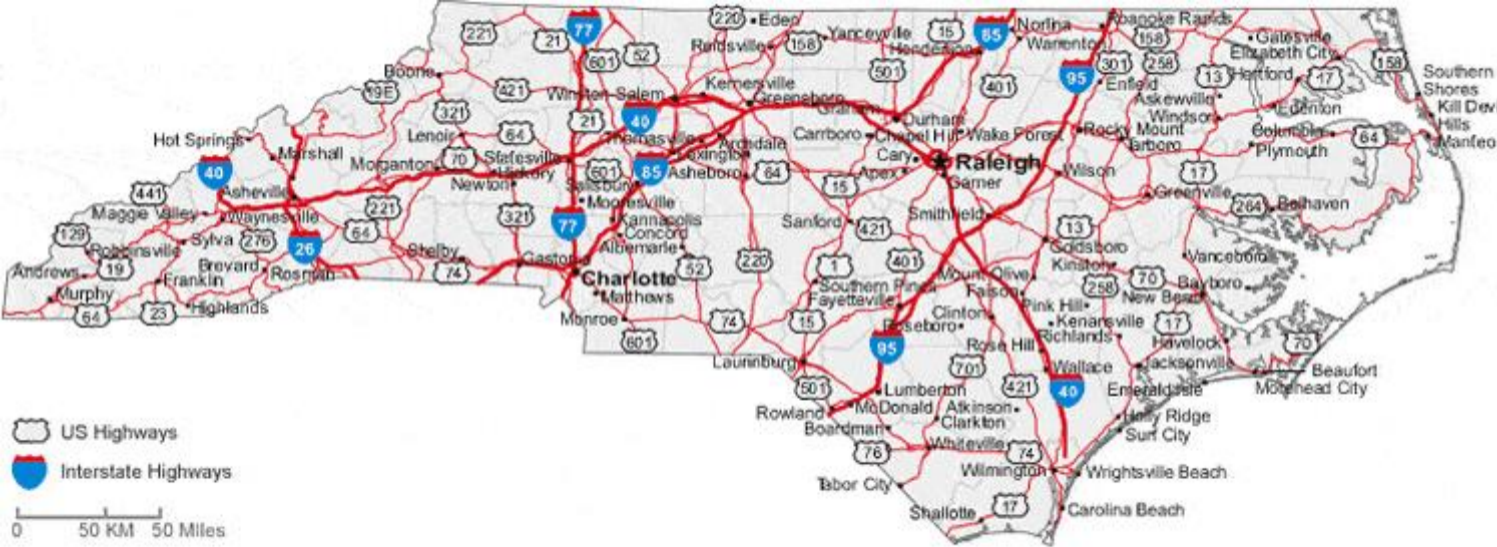 77
220
Eden
Yanceyville
15
85
Norlina
Roanoke Rapids
221
21
52
Reidsville
158
Henderson
Warrenton
158
Gatesville
Elizabeth City
601
501
95
301
258
158
Southern
Shores
Boone
19E
421
Kernersville
401
Enfield
13
Hertford
17
Winston-Salem
Greensboro
Askewville
Kill Devil
Hills
321
40
Graham
Durham
Windsor
Edenton
Hot Springs
Lenoir
64
21
Thomasville
Carrboro
Chapel Hill
Wake Forest
Rocky Mount
Columbia
64
Manteo
Marshall
Morganton
70
Statesville
Archdale
Cary
Raleigh
Tarboro
Plymouth
40
Hickory
601
85
Lexington
Asheboro
64
Apex
Wilson
17
441
Asheville
Newton
Salisbury
15
Garner
Greenville
Maggie Valley
Waynesville
221
321
Mooresville
Smithfield
264
Belhaven
129
64
77
Kannapolis
Sanford
421
13
Robbinsville
Sylva
276
26
Shelby
Concord
Goldsboro
Vanceboro
Andrews
19
Brevard
Rosman
74
Gastonia
Albemarle
52
220
1
401
Mount Olive
Kinston
70
Murphy
Franklin
Charlotte
Southern Pines
Faison
258
Bayboro
64
23
Highlands
Matthews
Fayetteville
Pink Hill
New Bern
Monroe
74
15
Roseboro
Clinton
Kenansville
17
601
95
Rose Hill
Richlands
Havelock
70
Laurinburg
701
Wallace
Jacksonville
Beaufort
501
Lumberton
421
40
Emerald Isle
Morehead City
Rowland
McDonald
Atkinson
Holly Ridge
Boardman
Clarkton
Surf City
US Highways
76
Whiteville
74
Interstate Highways
Wilmington
Wrightsville Beach
Tabor City
17
Shallotte
Carolina Beach
0
50 KM
50 Miles